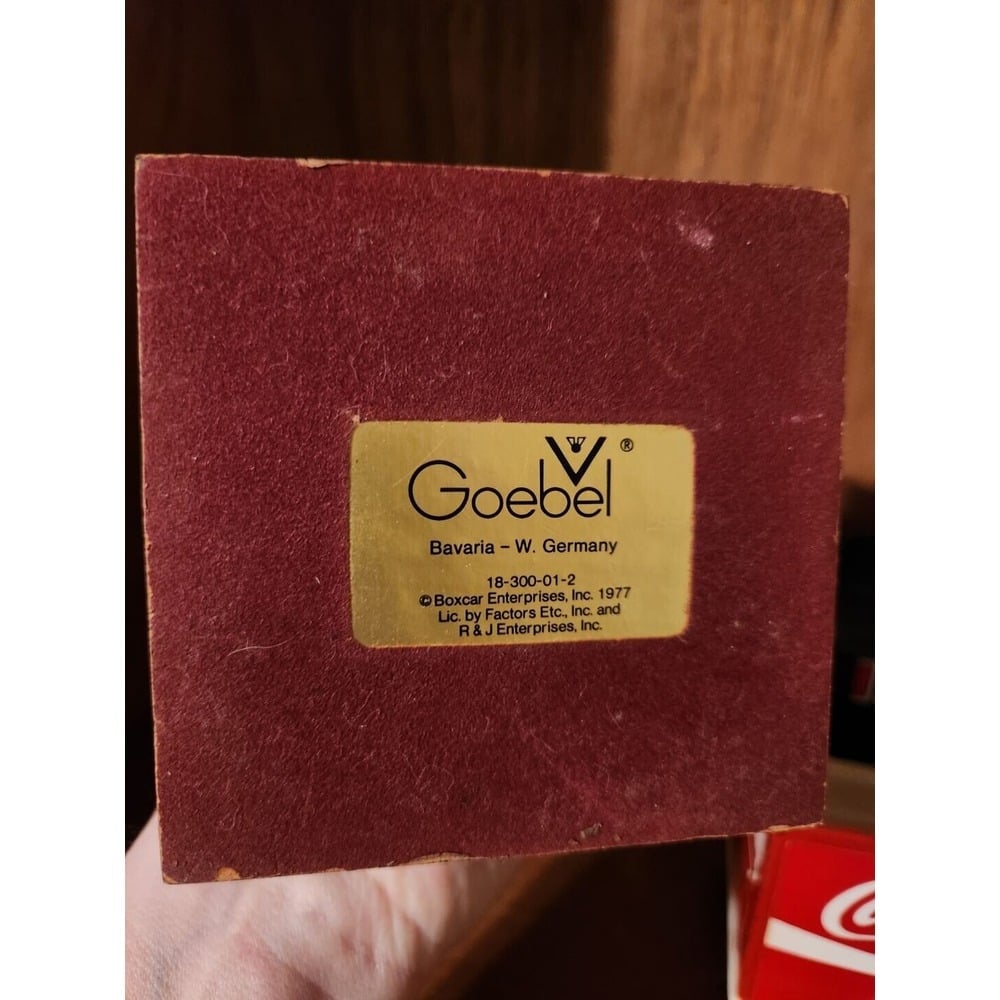 Goebel ®
Bavaria – W. Germany
18-300-01-2
© Boxcar Enterprises, Inc. 1977
Lic. by Factors Etc., Inc. and
R & J Enterprises, Inc.